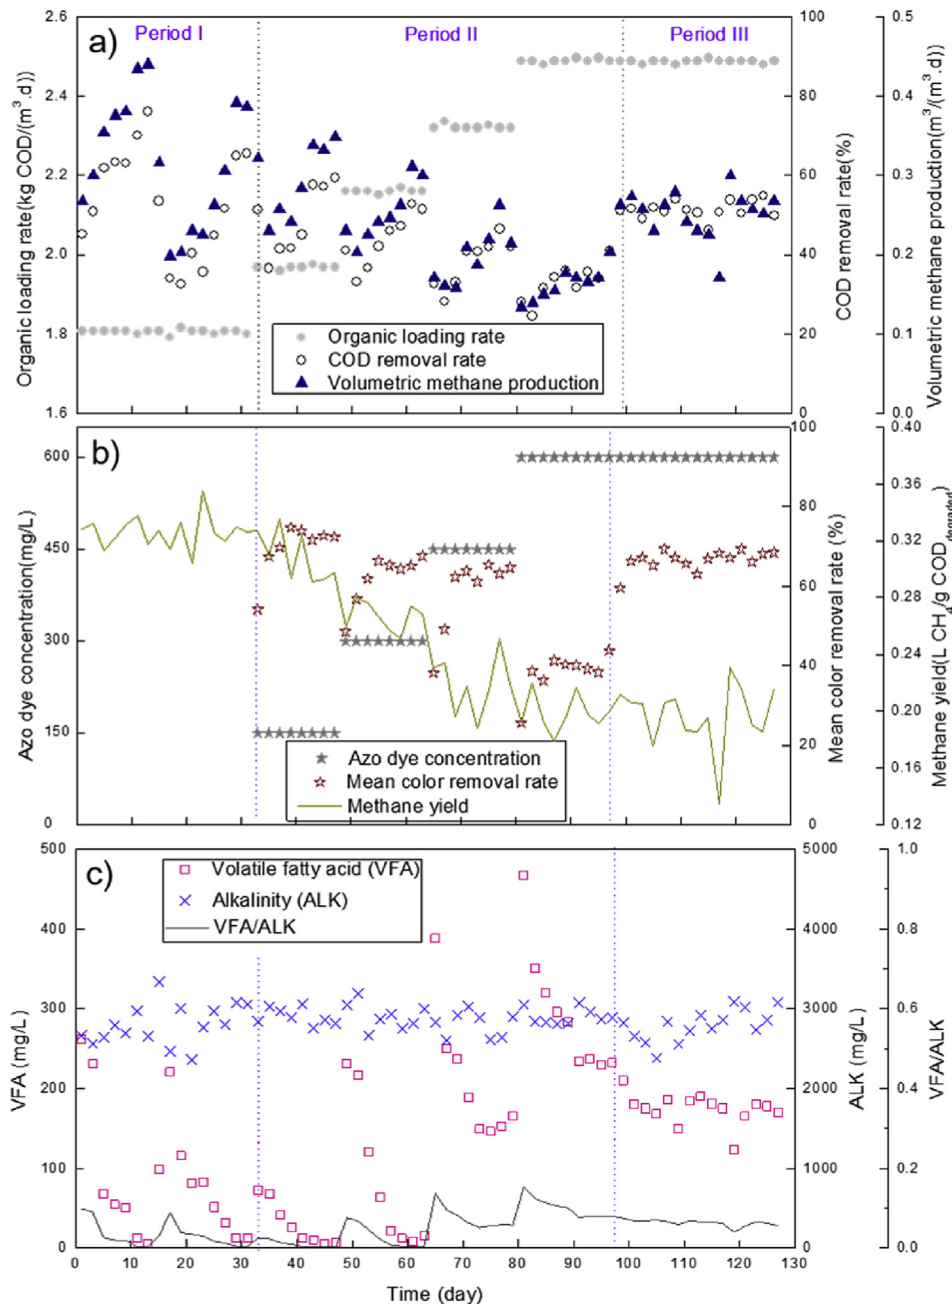 a)
Period I
Period II
Period III
Organic loading rate(kg COD/(m³.d))
2.6
2.4
2.2
2.0
1.8
1.6
100
80
60
40
20
0
COD removal rate(%)
0.5
0.4
0.3
0.2
0.1
0.0
Volumetric methane production(m³/(m³.d))
Organic loading rate
COD removal rate
Volumetric methane production
b)
Azo dye concentration(mg/L)
600
450
300
150
0
100
80
60
40
20
0
Mean color removal rate (%)
0.40
0.36
0.32
0.28
0.24
0.20
0.16
0.12
Methane yield(L CH₄/g COD degraded)
Azo dye concentration
Mean color removal rate
Methane yield
c)
VFA (mg/L)
500
400
300
200
100
0
5000
4000
3000
2000
1000
0
ALK (mg/L)
1.0
0.8
0.6
0.4
0.2
0.0
VFA/ALK
Volatile fatty acid (VFA)
Alkalinity (ALK)
VFA/ALK
0 10 20 30 40 50 60 70 80 90 100 110 120 130
Time (day)